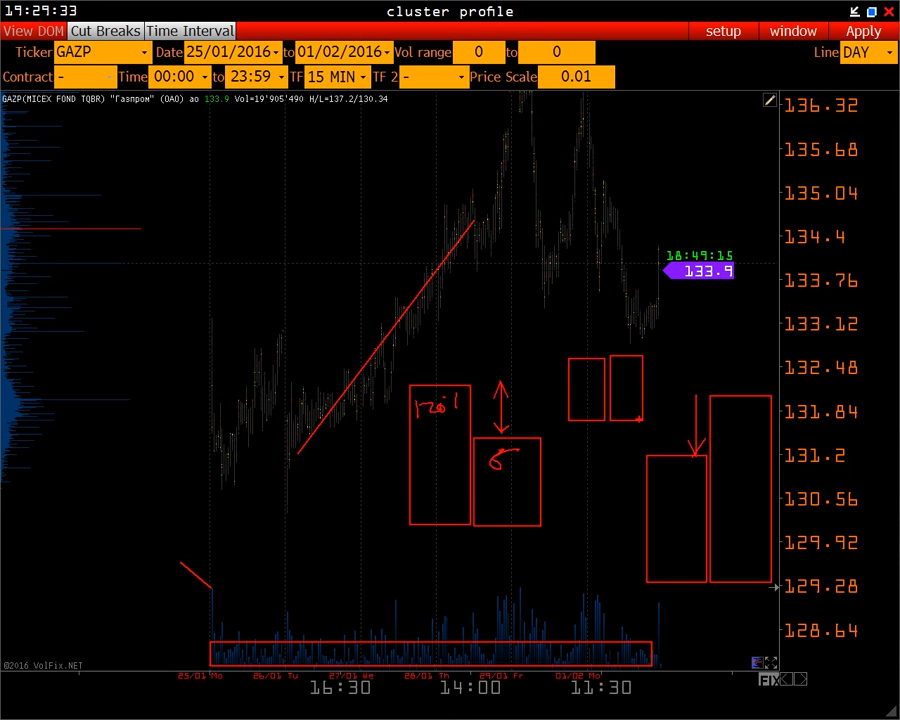 19:29:33 cluster profile
View DOM Cut Breaks Time Interval setup window Apply
Ticker GAZP Date 25/01/2016 to 01/02/2016 Vol range 0 to 0 Line DAY
Contract - Time 00:00 to 23:59 TF 15 MIN TF 2 - Price Scale 0.01
GAZP(MICEX FOND TQBR) "Газпром" (ОАО) ао 133.9 Vol=19'905'490 H/L=137.2/130.34
136.32
135.68
135.04
134.4
18:49:15
133.9
133.76
133.12
132.48
131.84
131.2
130.56
129.92
129.28
128.64
©2016 VolFix.NET
25/01 Mo 26/01 Tu 27/01 We 28/01 Th 29/01 Fr 01/02 Mo
FIX
16:30 14:00 11:30